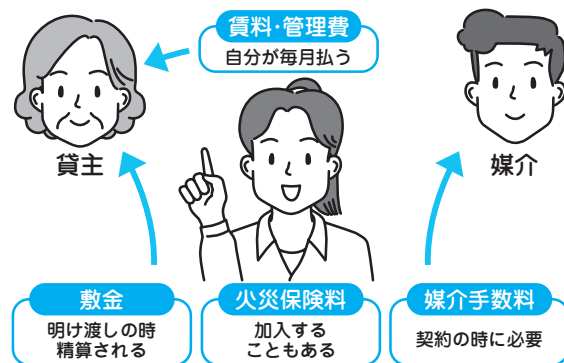 賃料・管理費
自分が毎月払う
貸主
媒介
敷金
明け渡しの時
精算される
火災保険料
加入する
こともある
媒介手数料
契約の時に必要